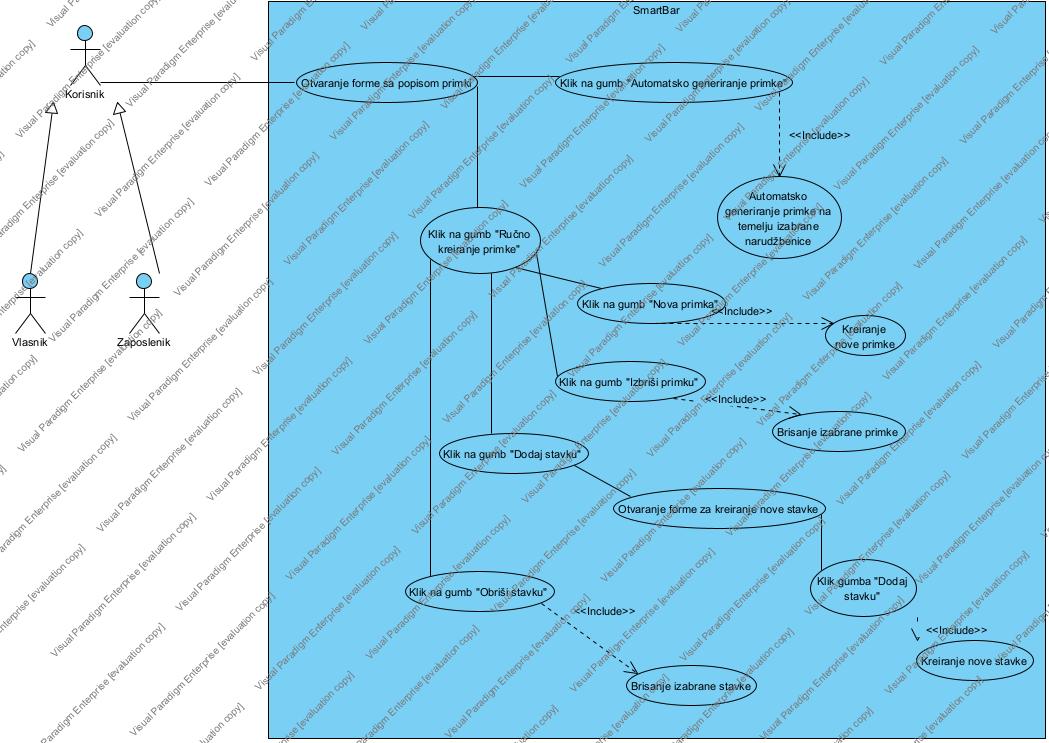 SmartBar
Korisnik
Otvaranje forme sa popisom primki
Klik na gumb "Automatsko generiranje primke"
<<Include>>
Automatsko
generiranje primke na
temelju izabrane
narudžbenice
Klik na gumb "Ručno
kreiranje primke"
Vlasnik
Zaposlenik
Klik na gumb "Nova primka"
<<Include>>
Kreiranje
nove primke
Klik na gumb "Izbriši primku"
<<Include>>
Brisanje izabrane primke
Klik na gumb "Dodaj stavku"
Otvaranje forme za kreiranje nove stavke
Klik gumba "Dodaj
stavku"
Klik na gumb "Obriši stavku"
<<Include>>
<<Include>>
Kreiranje nove stavke
Brisanje izabrane stavke
Visual Paradigm Enterprise [evaluation copy]